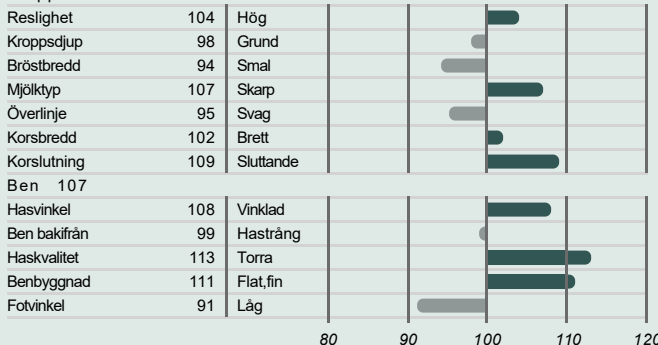 Reslighet 104 Hög
Kroppsdjup 98 Grund
Bröstbredd 94 Smal
Mjölktyp 107 Skarp
Överlinje 95 Svag
Korsbredd 102 Brett
Korslutning 109 Sluttande
Ben 107
Hasvinkel 108 Vinklad
Ben bakifrån 99 Hastrång
Haskvalitet 113 Torra
Benbyggnad 111 Flat,fin
Fotvinkel 91 Låg
80 90 100 110 120